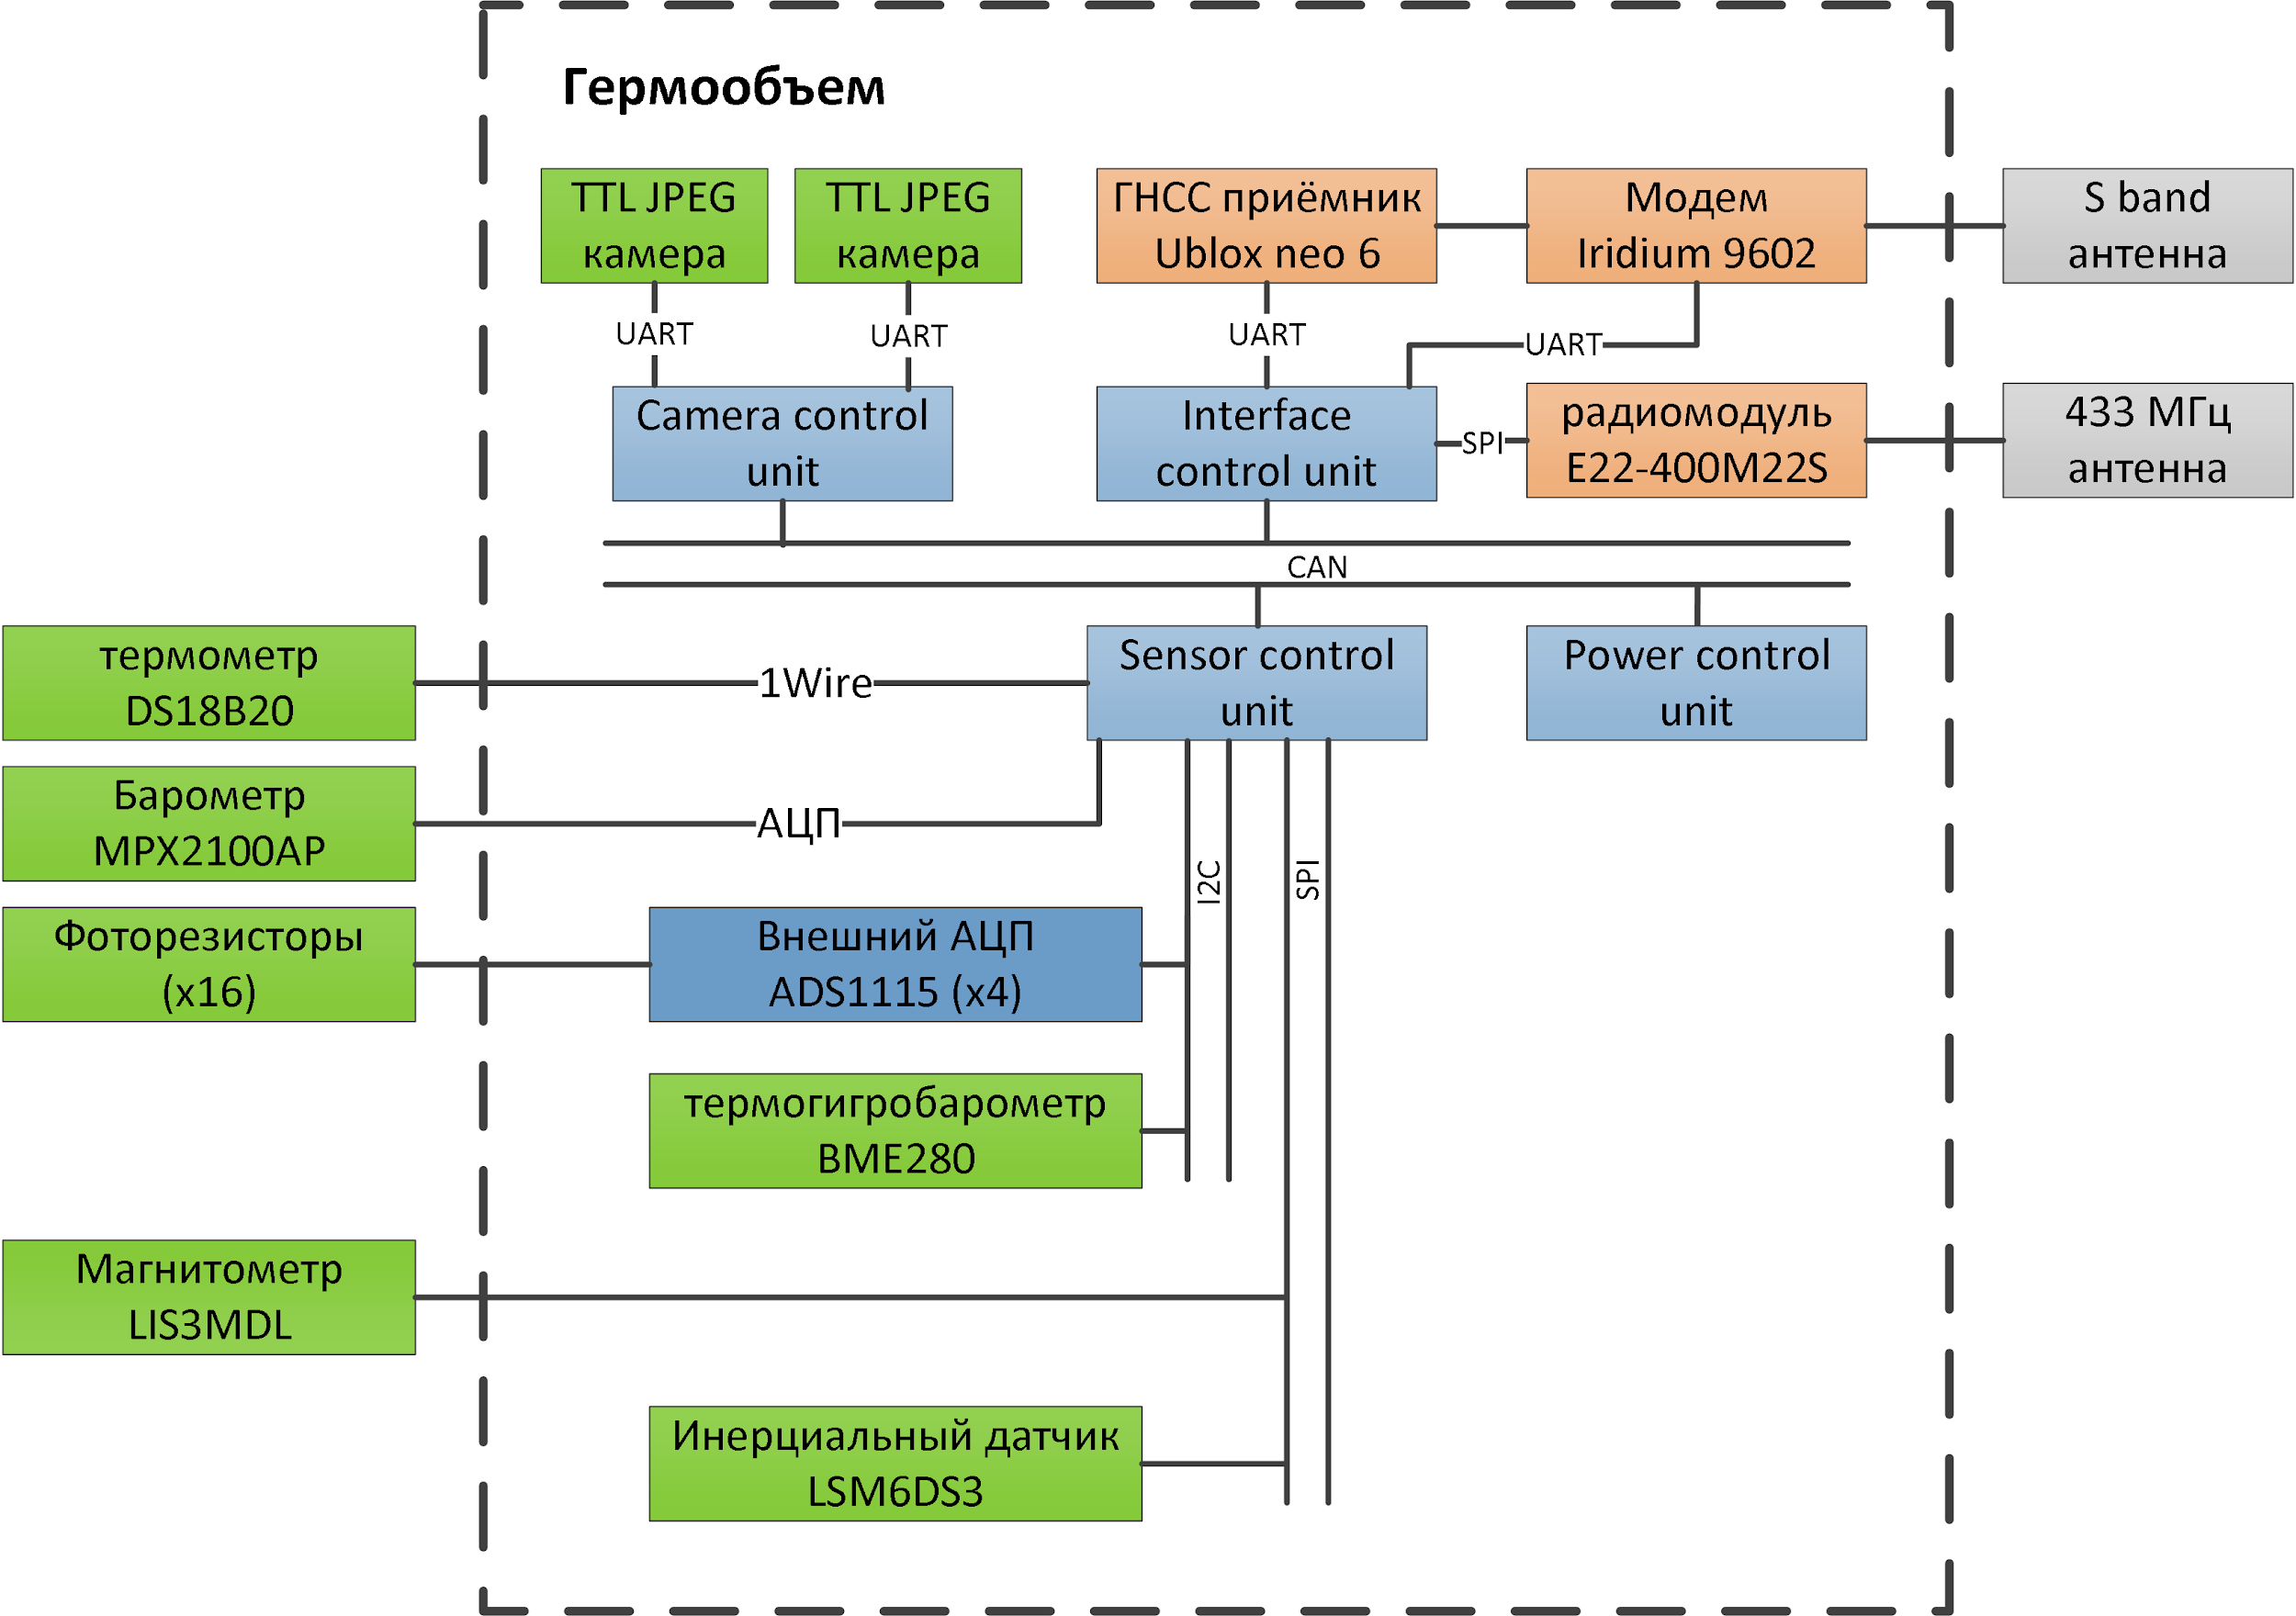 Гермообъем
TTL JPEG
камера
TTL JPEG
камера
ГНСС приёмник
Ublox neo 6
Модем
Iridium 9602
S band
антенна
UART
UART
UART
UART
Camera control
unit
Interface
control unit
SPI
радиомодуль
E22-400M22S
433 МГц
антенна
CAN
термометр
DS18B20
1Wire
Sensor control
unit
Power control
unit
Барометр
MPX2100AP
АЦП
I2C
SPI
Фоторезисторы
(x16)
Внешний АЦП
ADS1115 (x4)
термогигробарометр
BME280
Магнитометр
LIS3MDL
Инерциальный датчик
LSM6DS3